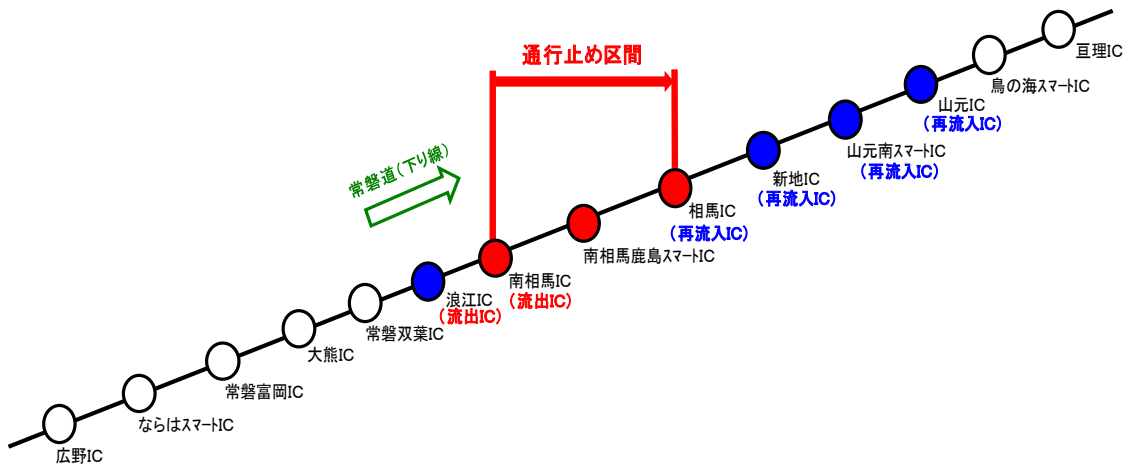 通行止め区間
常磐道(下り線)
亘理IC
鳥の海スマートIC
山元IC
(再流入IC)
山元南スマートIC
(再流入IC)
新地IC
(再流入IC)
相馬IC
(再流入IC)
南相馬鹿島スマートIC
南相馬IC
(流出IC)
浪江IC
(流出IC)
常磐双葉IC
大熊IC
常磐富岡IC
ならはスマートIC
広野IC